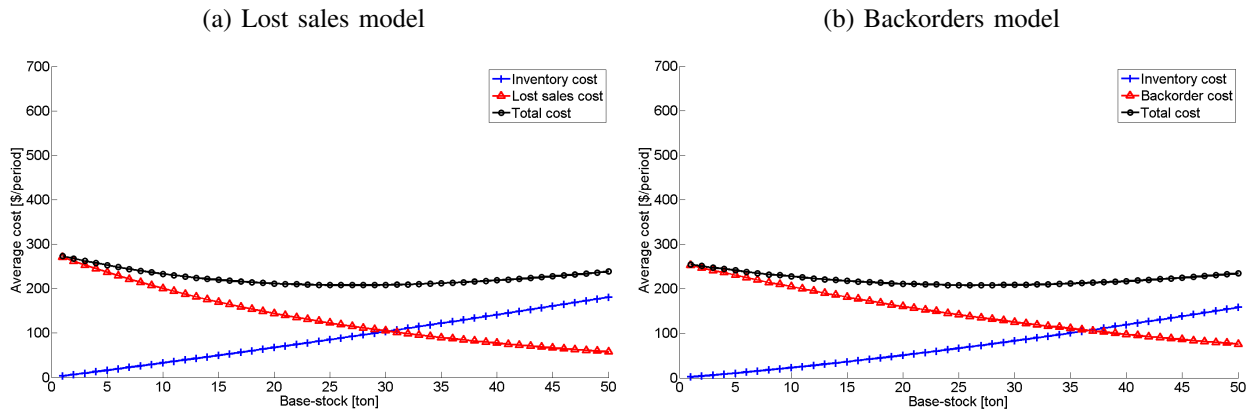 (a) Lost sales model
700
600
500
400
300
200
100
0
Average cost [$/period]
Inventory cost
Lost sales cost
Total cost
0 5 10 15 20 25 30 35 40 45 50
Base-stock [ton]
(b) Backorders model
700
600
500
400
300
200
100
0
Average cost [$/period]
Inventory cost
Backorder cost
Total cost
0 5 10 15 20 25 30 35 40 45 50
Base-stock [ton]